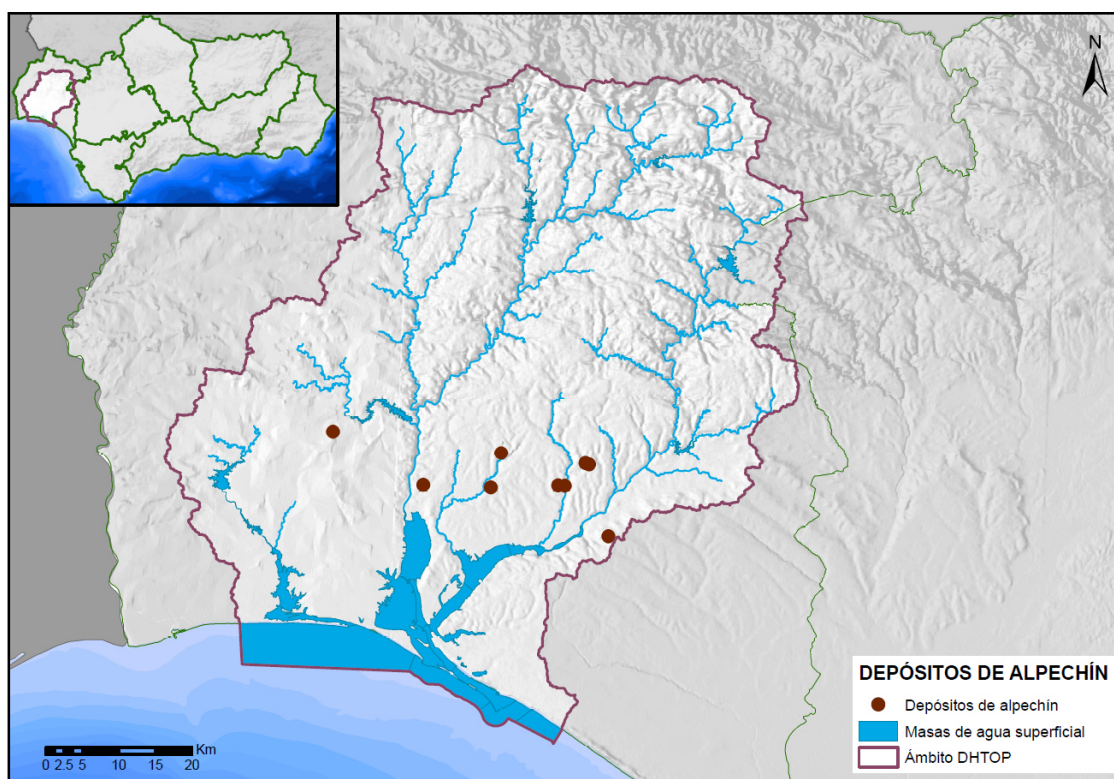 N
DEPÓSITOS DE ALPECHÍN
Depósitos de alpechín
Masas de agua superficial
Ámbito DHTOP
Km
0 2.5 5 10 15 20